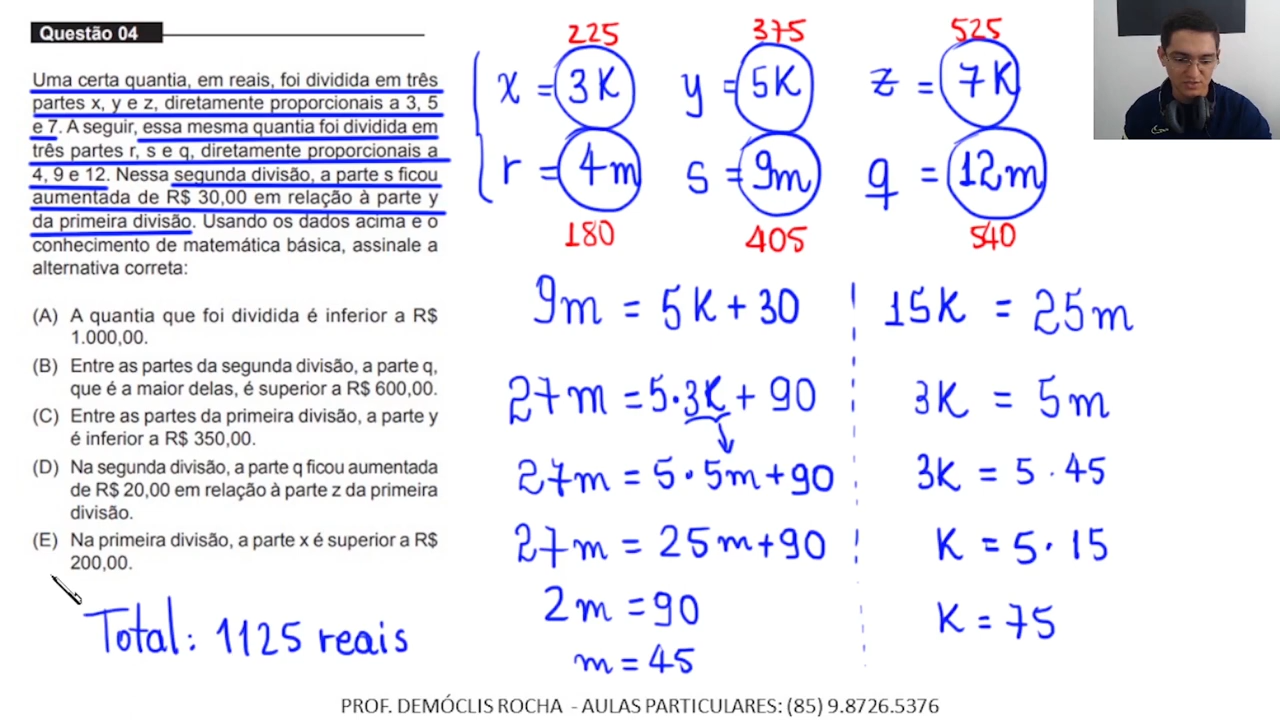 Questão 04
Uma certa quantia, em reais, foi dividida em três
partes x, y e z, diretamente proporcionais a 3, 5
e 7. A seguir, essa mesma quantia foi dividida em
três partes r, s e q, diretamente proporcionais a
4, 9 e 12. Nessa segunda divisão, a parte s ficou
aumentada de R$ 30,00 em relação à parte y
da primeira divisão. Usando os dados acima e o
conhecimento de matemática básica, assinale a
alternativa correta:
(A) A quantia que foi dividida é inferior a R$
1.000,00.
(B) Entre as partes da segunda divisão, a parte q,
que é a maior delas, é superior a R$ 600,00.
(C) Entre as partes da primeira divisão, a parte y
é inferior a R$ 350,00.
(D) Na segunda divisão, a parte q ficou aumentada
de R$ 20,00 em relação à parte z da primeira
divisão.
(E) Na primeira divisão, a parte x é superior a R$
200,00.
Total: 1125 reais
225 375 525
x = 3K y = 5K z = 7K
r = 4m s = 9m q = 12m
180 405 540
9m = 5K + 30
27m = 5·3K + 90
27m = 5·5m + 90
27m = 25m + 90
2m = 90
m = 45
15K = 25m
3K = 5m
3K = 5·45
K = 5·15
K = 75
PROF. DEMÓCLIS ROCHA - AULAS PARTICULARES: (85) 9.8726.5376